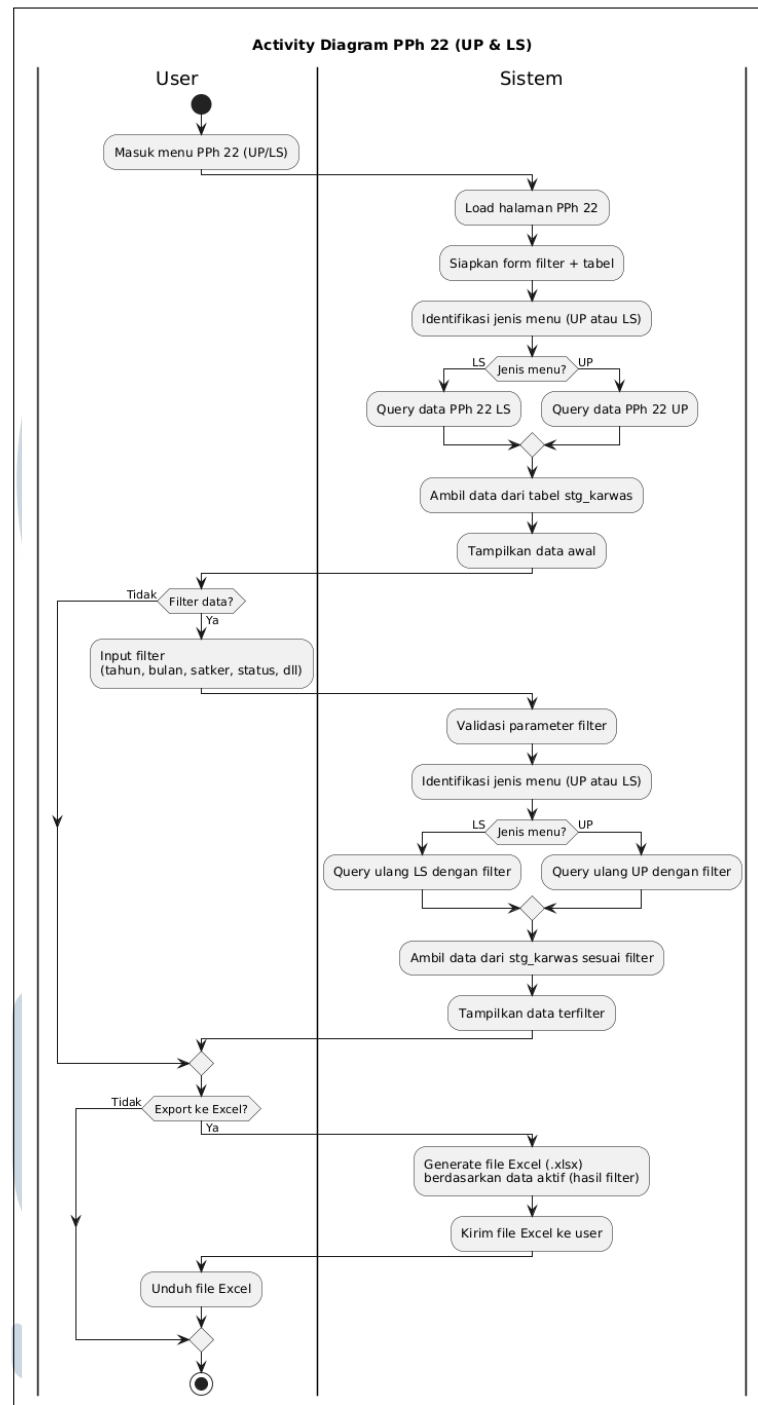 Activity Diagram PPh 22 (UP & LS)
User
Sistem
Masuk menu PPh 22 (UP/LS)
Load halaman PPh 22
Siapkan form filter + tabel
Identifikasi jenis menu (UP atau LS)
LS
Jenis menu?
UP
Query data PPh 22 LS
Query data PPh 22 UP
Ambil data dari tabel stg_karwas
Tampilkan data awal
Tidak
Filter data?
Ya
Input filter
(tahun, bulan, satker, status, dll)
Validasi parameter filter
Identifikasi jenis menu (UP atau LS)
LS
Jenis menu?
UP
Query ulang LS dengan filter
Query ulang UP dengan filter
Ambil data dari stg_karwas sesuai filter
Tampilkan data terfilter
Tidak
Export ke Excel?
Ya
Generate file Excel (.xlsx)
berdasarkan data aktif (hasil filter)
Kirim file Excel ke user
Unduh file Excel